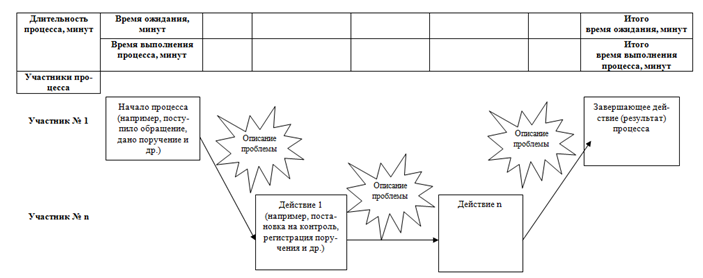 Длительность
процесса, минут
Время ожидания,
минут
Итого
время ожидания, минут
Время выполнения
процесса, минут
Итого
время выполнения
процесса, минут
Участники про-
цесса
Участник № 1
Начало процесса
(например, посту-
пило обращение,
дано поручение и
др.)
Описание
проблемы
Описание
проблемы
Завершающее дей-
ствие (результат)
процесса
Описание
проблемы
Участник № n
Действие 1
(например, поста-
новка на контроль,
регистрация пору-
чения и др.)
Действие n